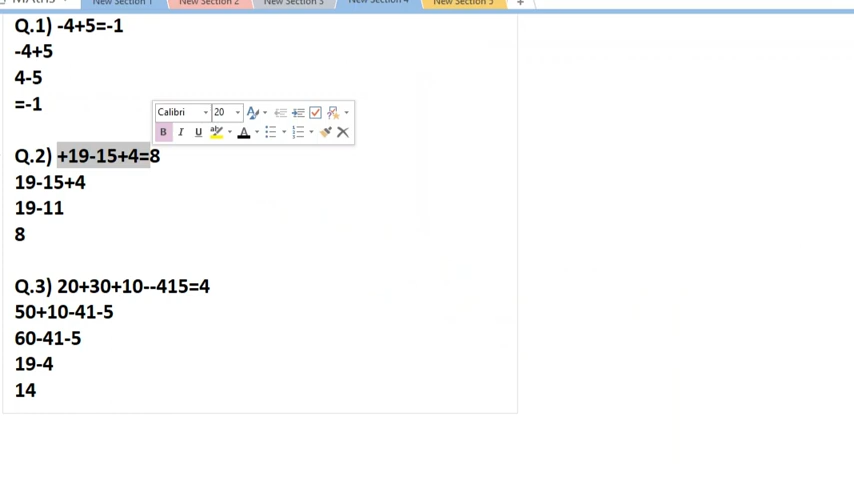 New Section 1 New Section 2 New Section 3 New Section 4 New Section 5 +
Q.1) -4+5=-1
-4+5
4-5
=-1
Calibri 20
B I U ab A
Q.2) +19-15+4=8
19-15+4
19-11
8
Q.3) 20+30+10--415=4
50+10-41-5
60-41-5
19-4
14